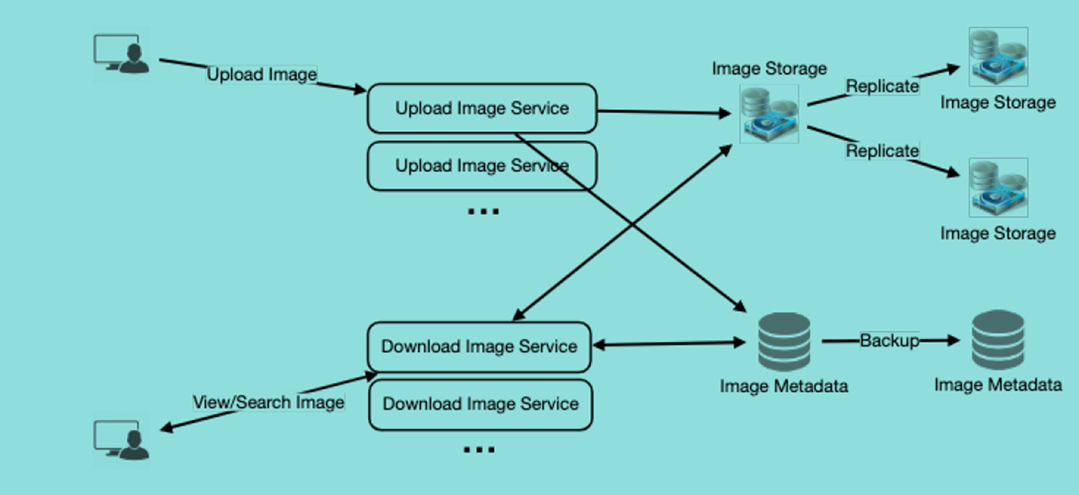 Upload Image
Upload Image Service
Upload Image Service
...
Image Storage
Replicate
Image Storage
Replicate
Image Storage
Download Image Service
Download Image Service
...
View/Search Image
Image Metadata
Backup
Image Metadata